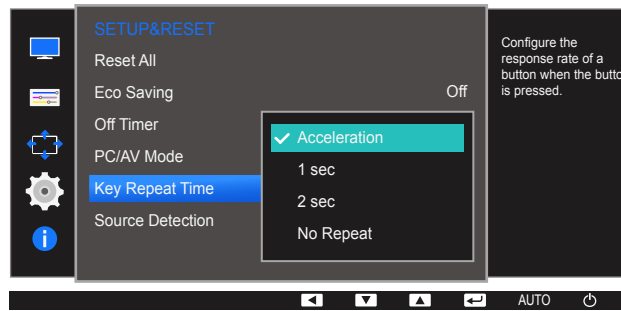 SETUP&RESET
Reset All
Eco Saving Off
Off Timer
PC/AV Mode
Key Repeat Time
Source Detection
Acceleration
1 sec
2 sec
No Repeat
Configure the
response rate of a
button when the butto
is pressed.
AUTO